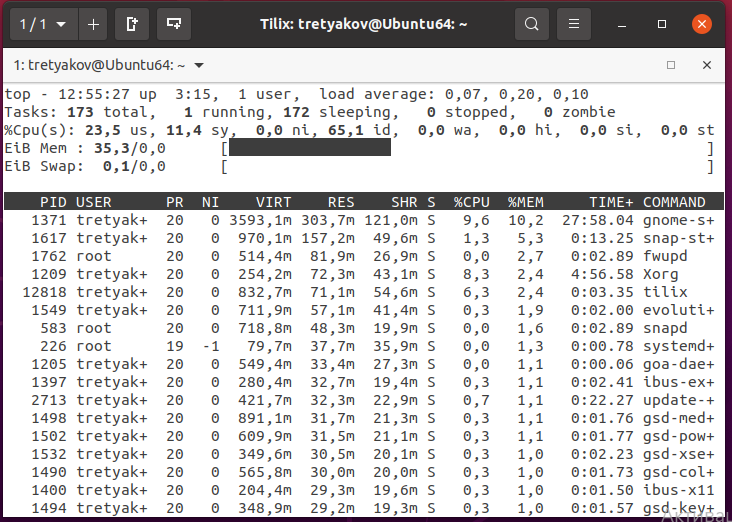 1 / 1 Tilix: tretyakov@Ubuntu64: ~
1: tretyakov@Ubuntu64: ~
top - 12:55:27 up  3:15,  1 user,  load average: 0,07, 0,20, 0,10
Tasks: 173 total,   1 running, 172 sleeping,   0 stopped,   0 zombie
%Cpu(s): 23,5 us, 11,4 sy,  0,0 ni, 65,1 id,  0,0 wa,  0,0 hi,  0,0 si,  0,0 st
EiB Mem : 35,3/0,0      [                    ]
EiB Swap:  0,1/0,0      [                    ]
PID USER      PR  NI    VIRT    RES    SHR S  %CPU  %MEM     TIME+ COMMAND
1371 tretyak+  20   0 3593,1m 303,7m 121,0m S   9,6  10,2  27:58.04 gnome-s+
1617 tretyak+  20   0  970,1m 157,2m  49,6m S   1,3   5,3   0:13.25 snap-st+
1762 root      20   0  514,4m  81,9m  26,9m S   0,0   2,7   0:02.89 fwupd
1209 tretyak+  20   0  254,2m  72,3m  43,1m S   8,3   2,4   4:56.58 Xorg
12818 tretyak+  20   0  832,7m  71,1m  54,6m S   6,3   2,4   0:03.35 tilix
1549 tretyak+  20   0  711,9m  57,1m  41,4m S   0,3   1,9   0:02.00 evoluti+
583 root      20   0  718,8m  48,3m  19,9m S   0,0   1,6   0:02.89 snapd
226 root      19  -1   79,7m  37,7m  35,9m S   0,0   1,3   0:00.78 systemd+
1205 tretyak+  20   0  549,4m  33,4m  27,3m S   0,0   1,1   0:00.06 goa-dae+
1397 tretyak+  20   0  280,4m  32,7m  19,4m S   0,3   1,1   0:02.41 ibus-ex+
2713 tretyak+  20   0  421,7m  32,3m  22,9m S   0,7   1,1   0:22.27 update-+
1498 tretyak+  20   0  891,1m  31,7m  21,3m S   0,3   1,1   0:01.76 gsd-med+
1502 tretyak+  20   0  609,9m  31,5m  21,1m S   0,3   1,1   0:01.77 gsd-pow+
1532 tretyak+  20   0  349,6m  30,5m  20,1m S   0,3   1,0   0:02.23 gsd-xse+
1490 tretyak+  20   0  565,8m  30,0m  20,0m S   0,3   1,0   0:01.73 gsd-col+
1400 tretyak+  20   0  204,4m  29,3m  19,6m S   0,3   1,0   0:01.50 ibus-x11
1494 tretyak+  20   0  348,9m  29,2m  19,3m S   0,3   1,0   0:01.57 gsd-key+